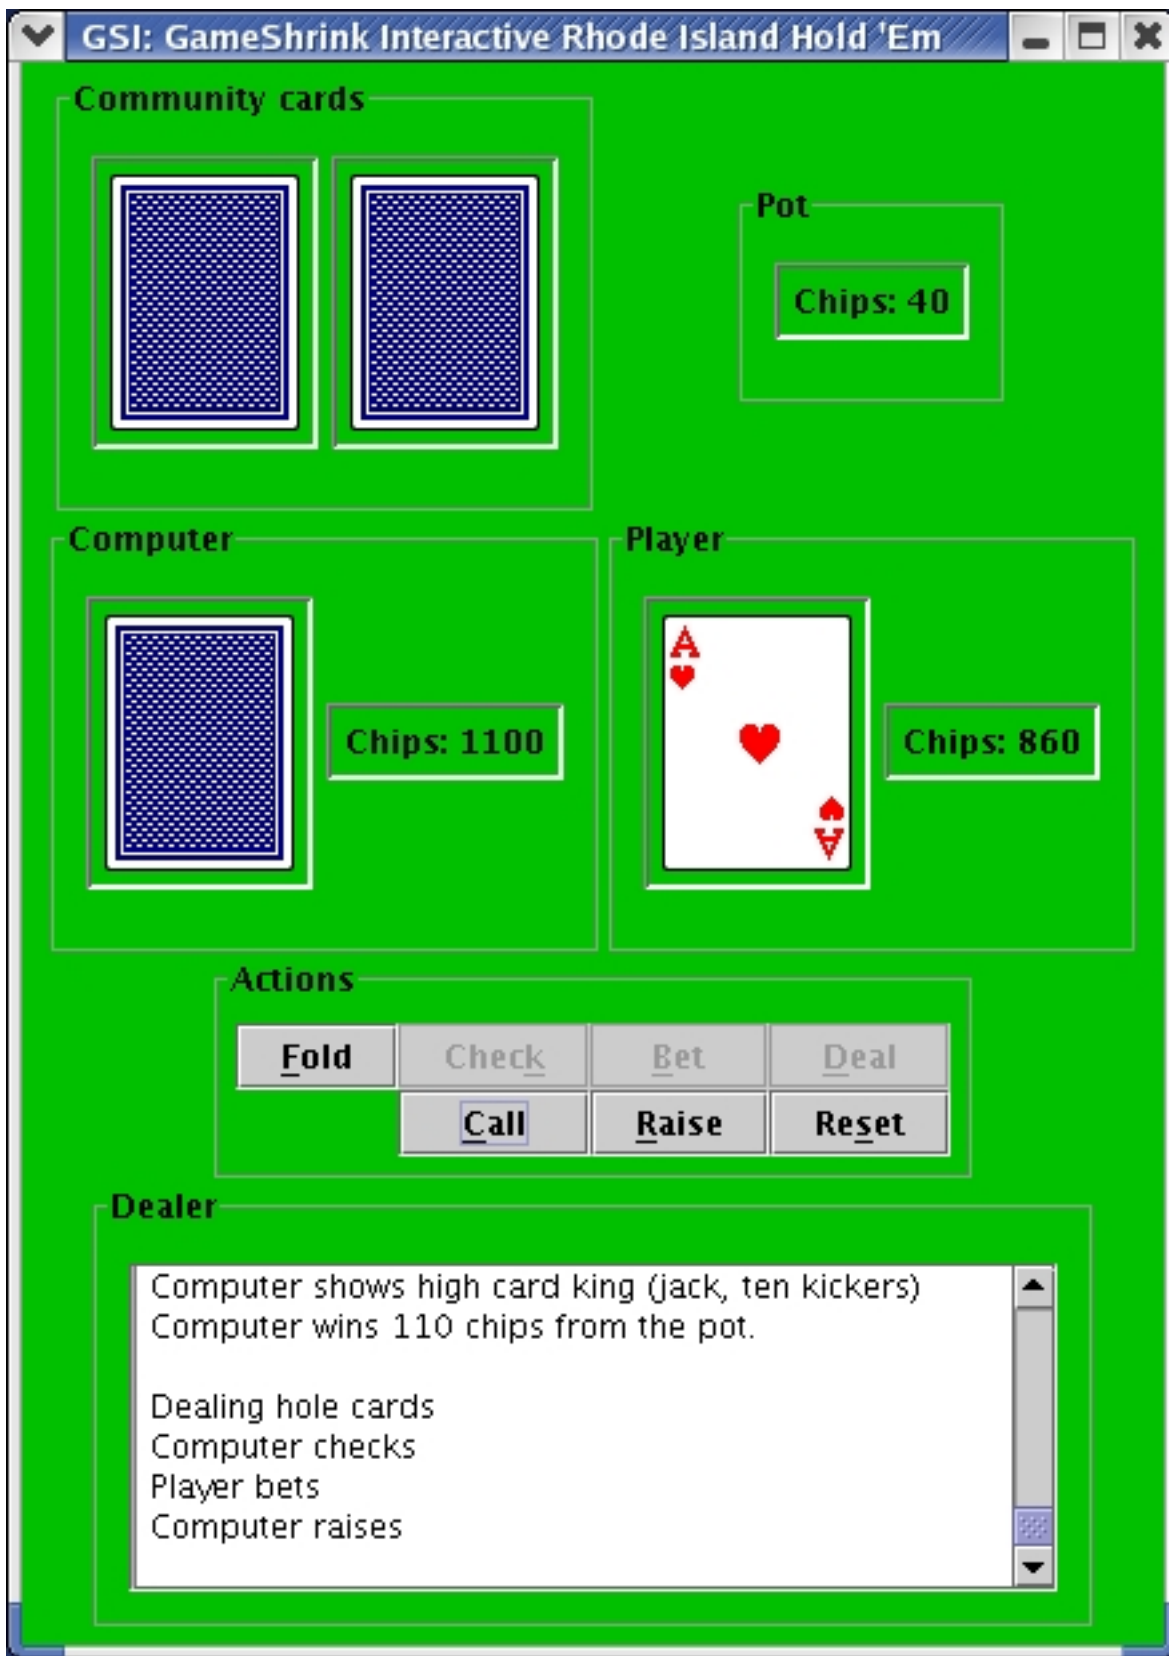 GSI: GameShrink Interactive Rhode Island Hold 'Em
Community cards
Pot
Chips: 40
Computer
Chips: 1100
Player
A
A
Chips: 860
Actions
Fold
Check
Bet
Deal
Call
Raise
Reset
Dealer
Computer shows high card king (jack, ten kickers)
Computer wins 110 chips from the pot.
Dealing hole cards
Computer checks
Player bets
Computer raises